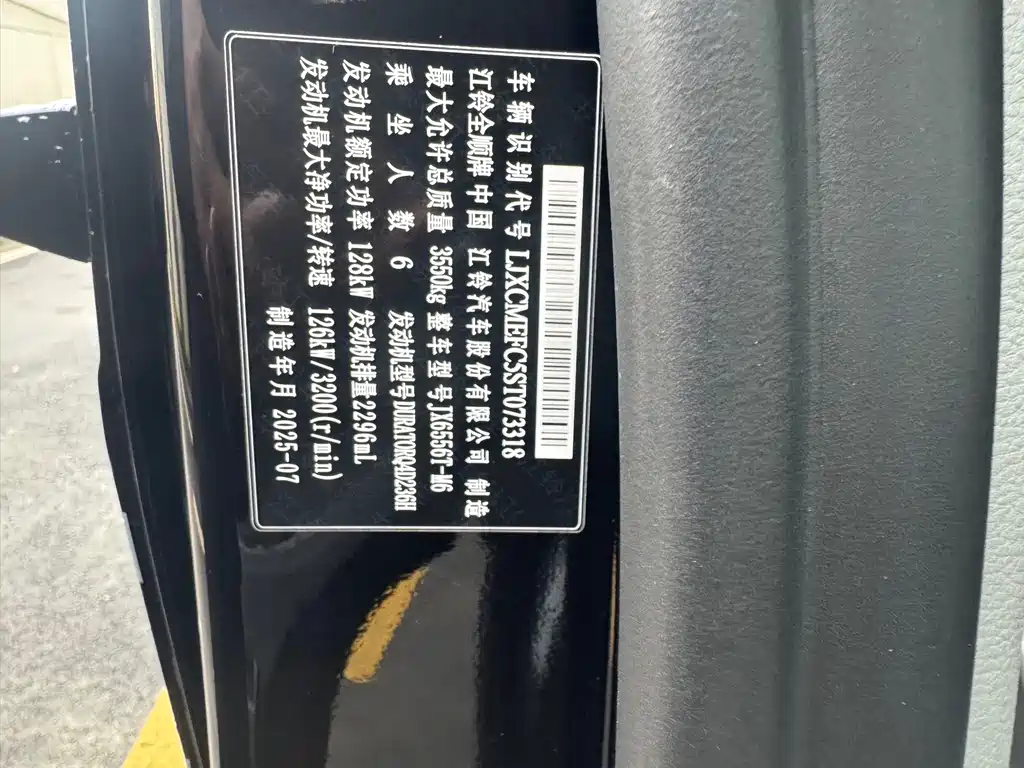 车辆识别代号 LJXCMEFC5ST073318
江铃全顺牌 中国 江铃汽车股份有限公司 制造
最大允许总质量 3550kg 整车型号 JX6556T-M6
乘坐人数 6 发动机型号 DURATORQ4D236H
发动机额定功率 128kW 发动机排量 2296mL
发动机最大净功率/转速 126kW/3200(r/min)
制造年月 2025-07